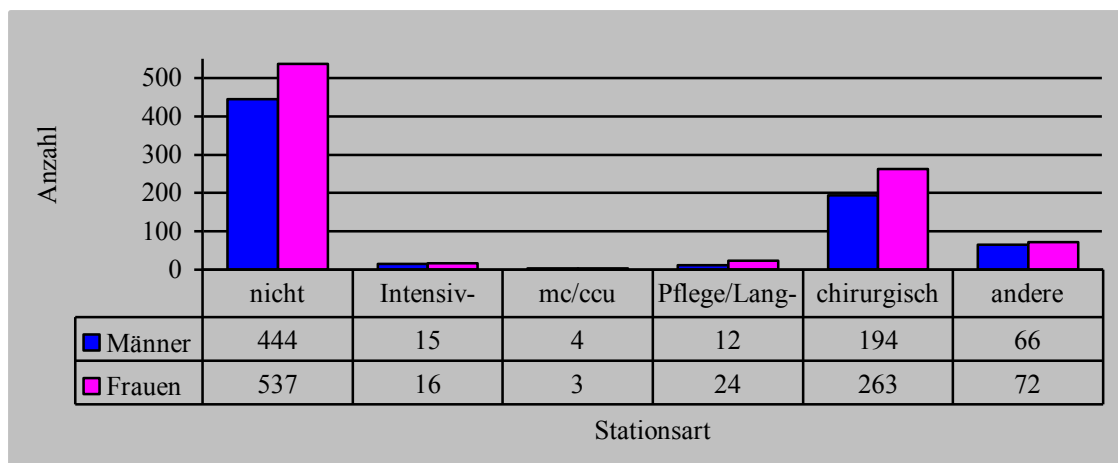 500
400
300
200
100
0
Anzahl
nicht Intensiv- mc/ccu Pflege/Lang- chirurgisch andere
Männer 444 15 4 12 194 66
Frauen 537 16 3 24 263 72
Stationsart